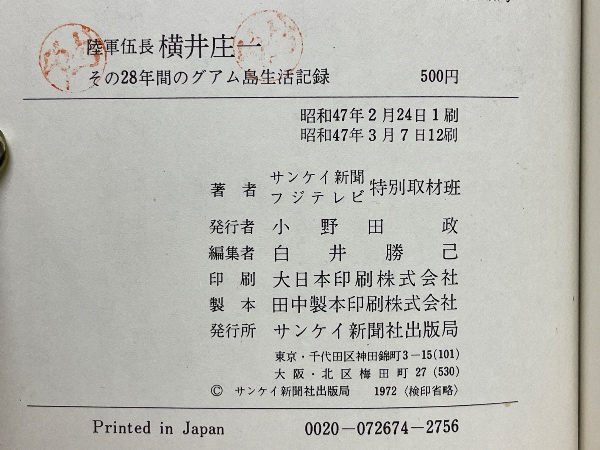 陸軍伍長 横井庄一
その28年間のグアム島生活記録 500円
昭和47年2月24日1刷
昭和47年3月7日12刷
著者 サンケイ新聞 フジテレビ 特別取材班
発行者 小野田政
編集者 白井勝己
印刷 大日本印刷株式会社
製本 田中製本印刷株式会社
発行所 サンケイ新聞社出版局
東京・千代田区神田錦町3-15(101)
大阪・北区梅田町27(530)
© サンケイ新聞社出版局 1972 〈検印省略〉
Printed in Japan 0020-072674-2756